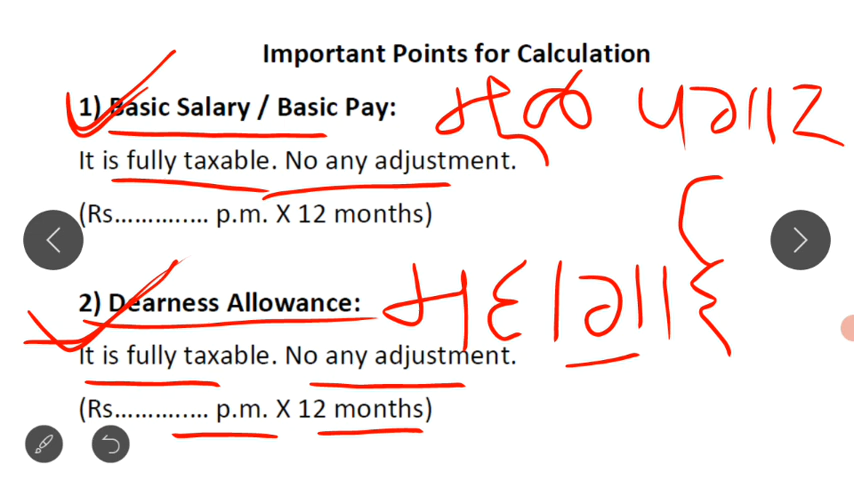 Important Points for Calculation
1) Basic Salary / Basic Pay: મૂળ પગાર
It is fully taxable. No any adjustment.
(Rs.............. p.m. X 12 months)
2) Dearness Allowance:
It is fully taxable. No any adjustment.
(Rs.............. p.m. X 12 months)